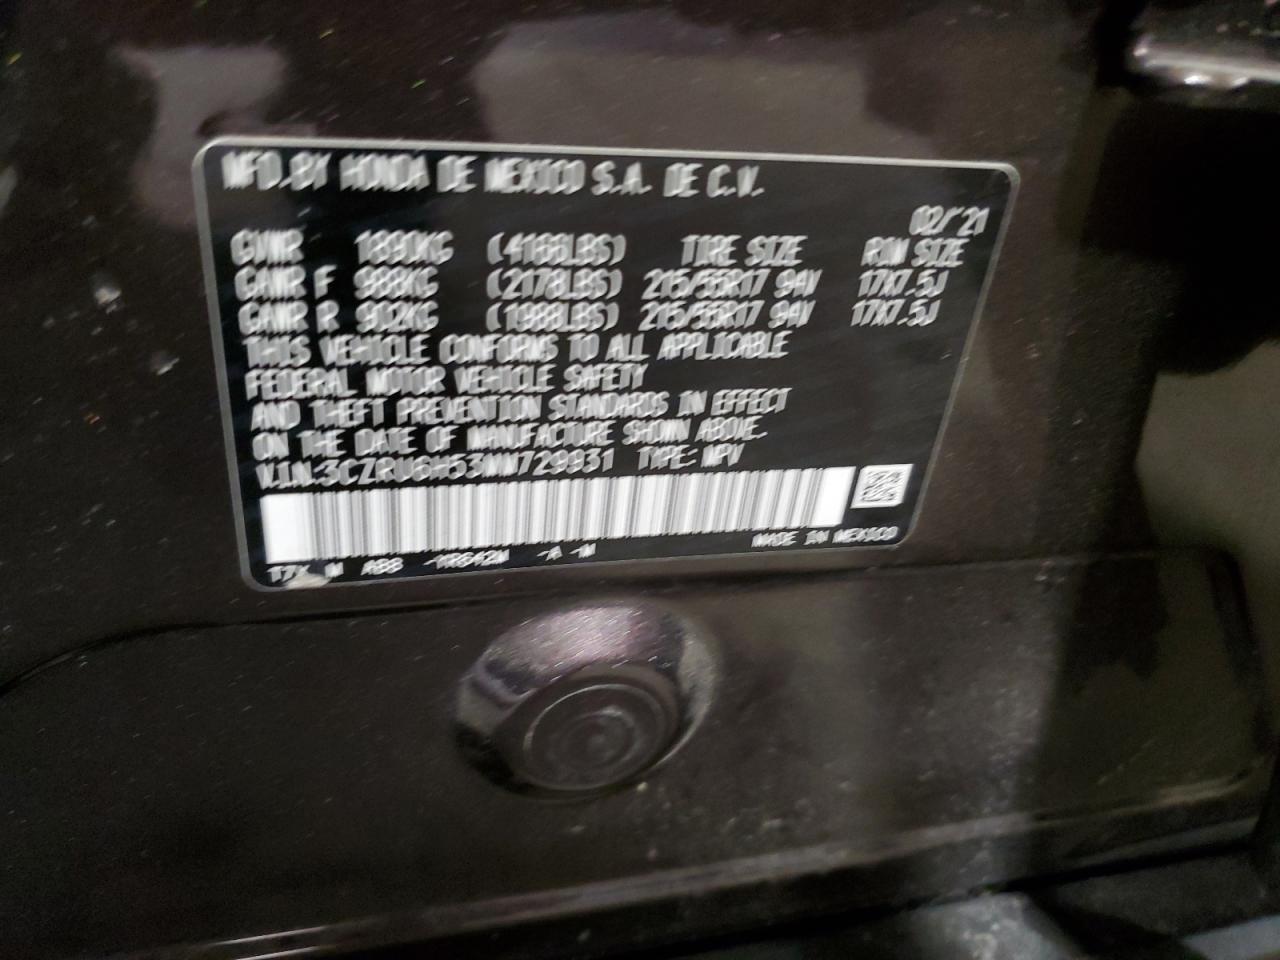 MFD. BY HONDA DE MEXICO S.A. DE C.V.
02/'21
GVWR 1890KG (4166LBS) TIRE SIZE RIM SIZE
GAWR F 988KG (2178LBS) 215/55R17 94V 17X7.5J
GAWR R 902KG (1988LBS) 215/55R17 94V 17X7.5J
THIS VEHICLE CONFORMS TO ALL APPLICABLE
FEDERAL MOTOR VEHICLE SAFETY
AND THEFT PREVENTION STANDARDS IN EFFECT
ON THE DATE OF MANUFACTURE SHOWN ABOVE.
V.I.N.:3CZRU6H53MM729931 TYPE: MPV
MADE IN MEXICO